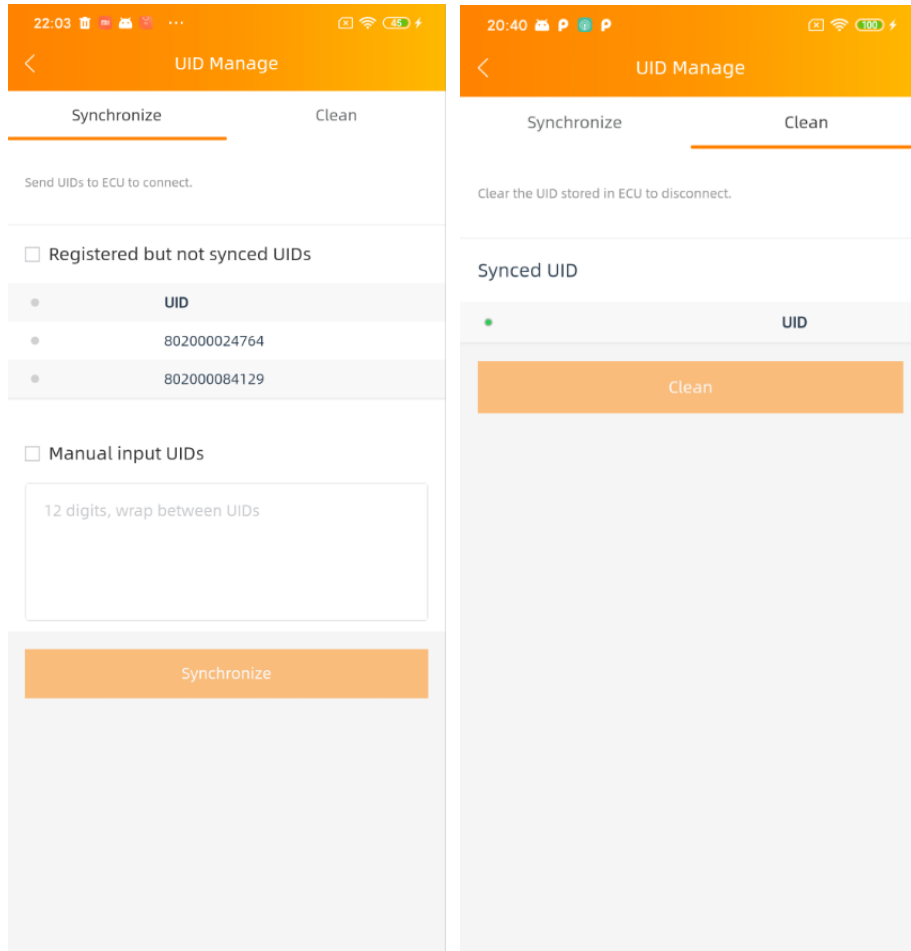 22:03
45
UID Manage
Synchronize
Clean
Send UIDs to ECU to connect.
Registered but not synced UIDs
UID
802000024764
802000084129
Manual input UIDs
12 digits, wrap between UIDs
Synchronize
20:40
100
UID Manage
Synchronize
Clean
Clear the UID stored in ECU to disconnect.
Synced UID
UID
Clean